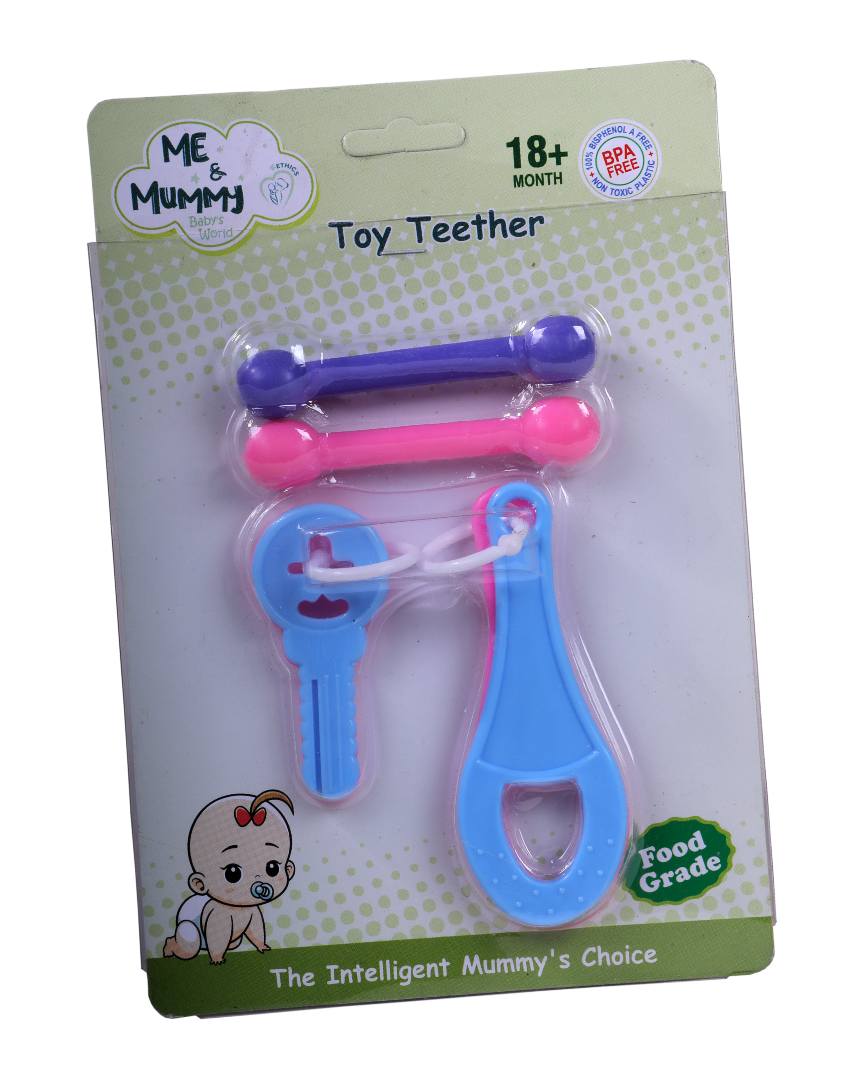 ME
&
MUMMY
Baby's
World
ETHICS
18+
MONTH
100% BISPHENOL A FREE
BPA
FREE
NON TOXIC PLASTIC
Toy Teether
Food
Grade
The Intelligent Mummy's Choice